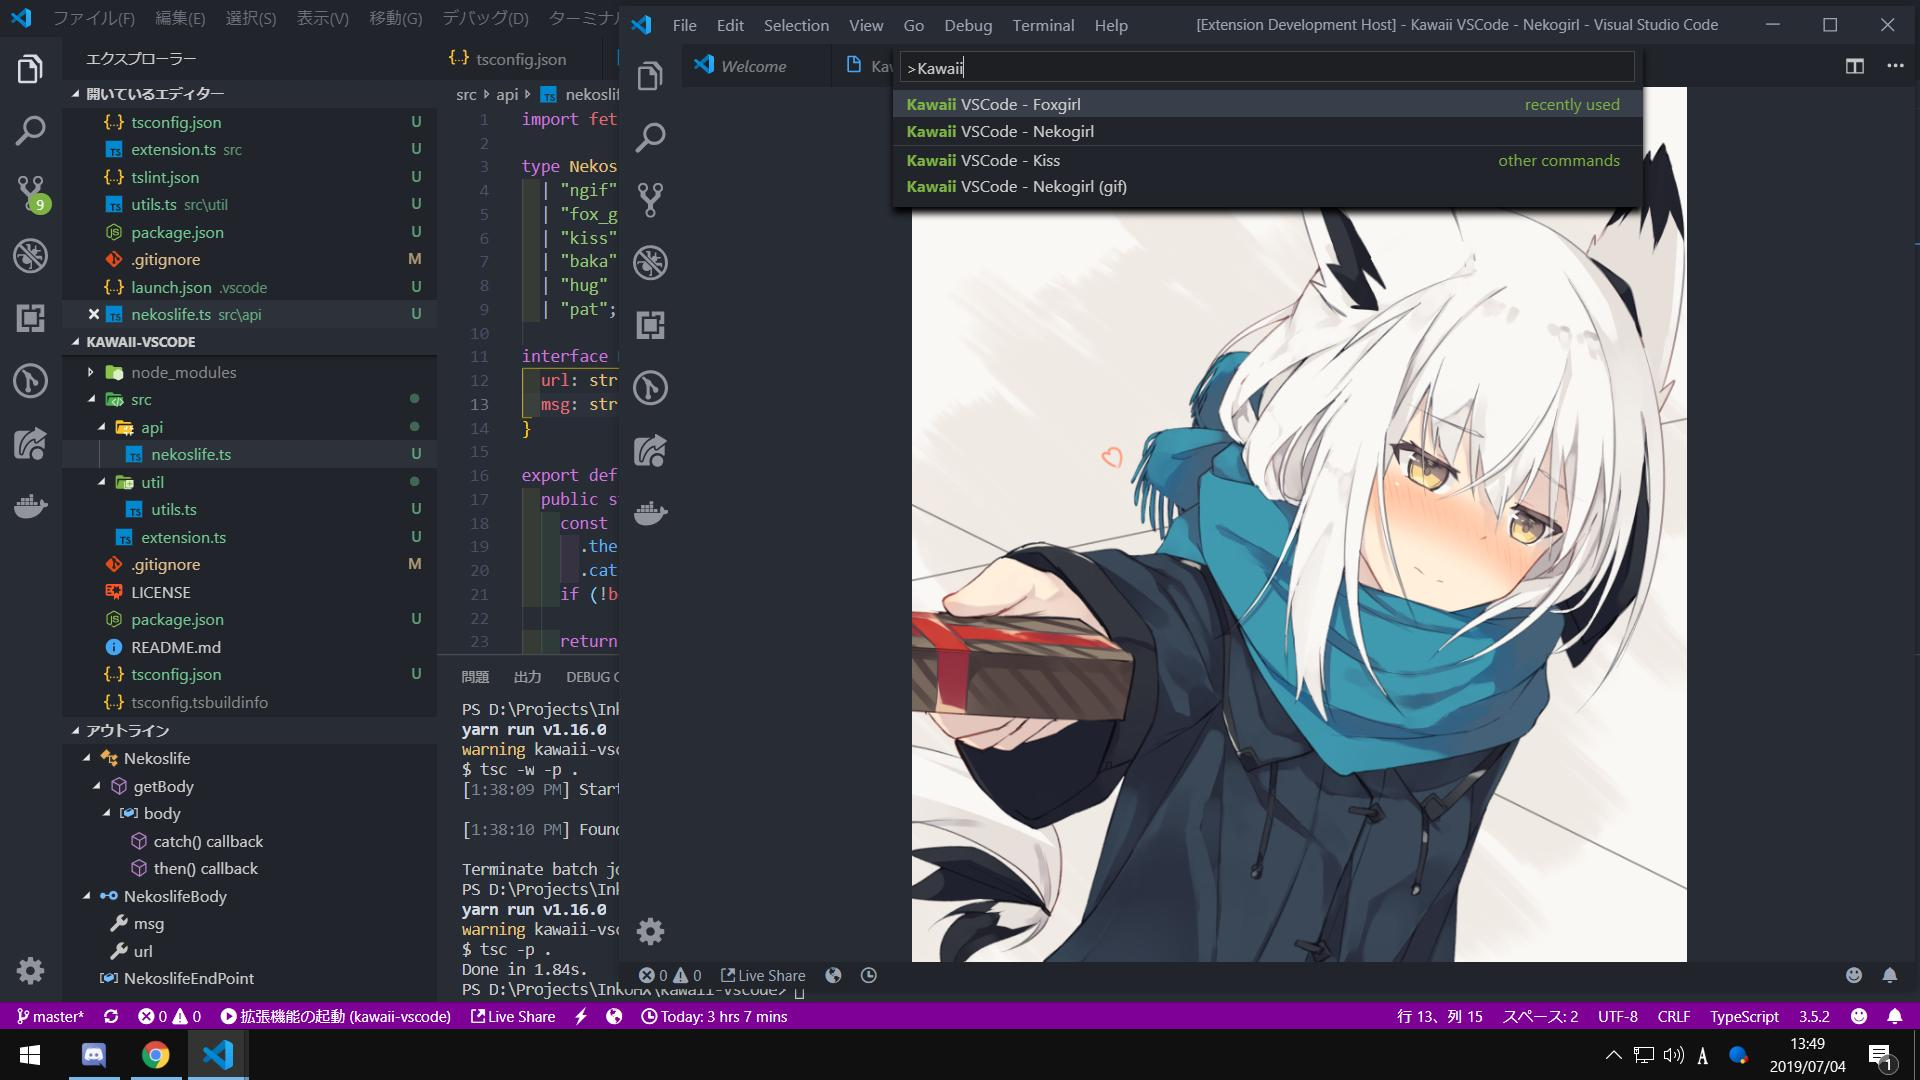 ファイル(F) 編集(E) 選択(S) 表示(V) 移動(G) デバッグ(D) ターミナル
エクスプローラー
開いているエディター
tsconfig.json U
extension.ts src U
tslint.json U
utils.ts src\util U
package.json U
.gitignore M
launch.json .vscode U
nekoslife.ts src\api U
KAWAII-VSCODE
node_modules
src
api
nekoslife.ts U
util
utils.ts U
extension.ts U
.gitignore M
LICENSE
package.json U
README.md
tsconfig.json U
tsconfig.tsbuildinfo
アウトライン
Nekoslife
getBody
body
catch() callback
then() callback
NekoslifeBody
msg
url
NekoslifeEndPoint
9
tsconfig.json
src api nekoslif
1 import fet
2
3 type Nekos
4 | "ngif"
5 | "fox_g
6 | "kiss"
7 | "baka"
8 | "hug"
9 | "pat";
10
11 interface
12 url: str
13 msg: str
14 }
15
16 export def
17 public s
18 const
19 .the
20 .cat
21 if (!b
22
23 return
問題 出力 DEBUG C
PS D:\Projects\Ink
yarn run v1.16.0
warning kawaii-vsc
$ tsc -w -p .
[1:38:09 PM] Start
[1:38:10 PM] Found
Terminate batch jo
PS D:\Projects\Ink
yarn run v1.16.0
warning kawaii-vsc
$ tsc -p .
Done in 1.84s.
PS D:\Projects\InkoHX\kawaii-vscode>
File Edit Selection View Go Debug Terminal Help
[Extension Development Host] - Kawaii VSCode - Nekogirl - Visual Studio Code
Welcome Kaw
>Kawaii
Kawaii VSCode - Foxgirl recently used
Kawaii VSCode - Nekogirl
Kawaii VSCode - Kiss other commands
Kawaii VSCode - Nekogirl (gif)
0 0 Live Share
master* 0 0 拡張機能の起動 (kawaii-vscode) Live Share Today: 3 hrs 7 mins
行 13、列 15 スペース: 2 UTF-8 CRLF TypeScript 3.5.2
A
13:49
2019/07/04
1